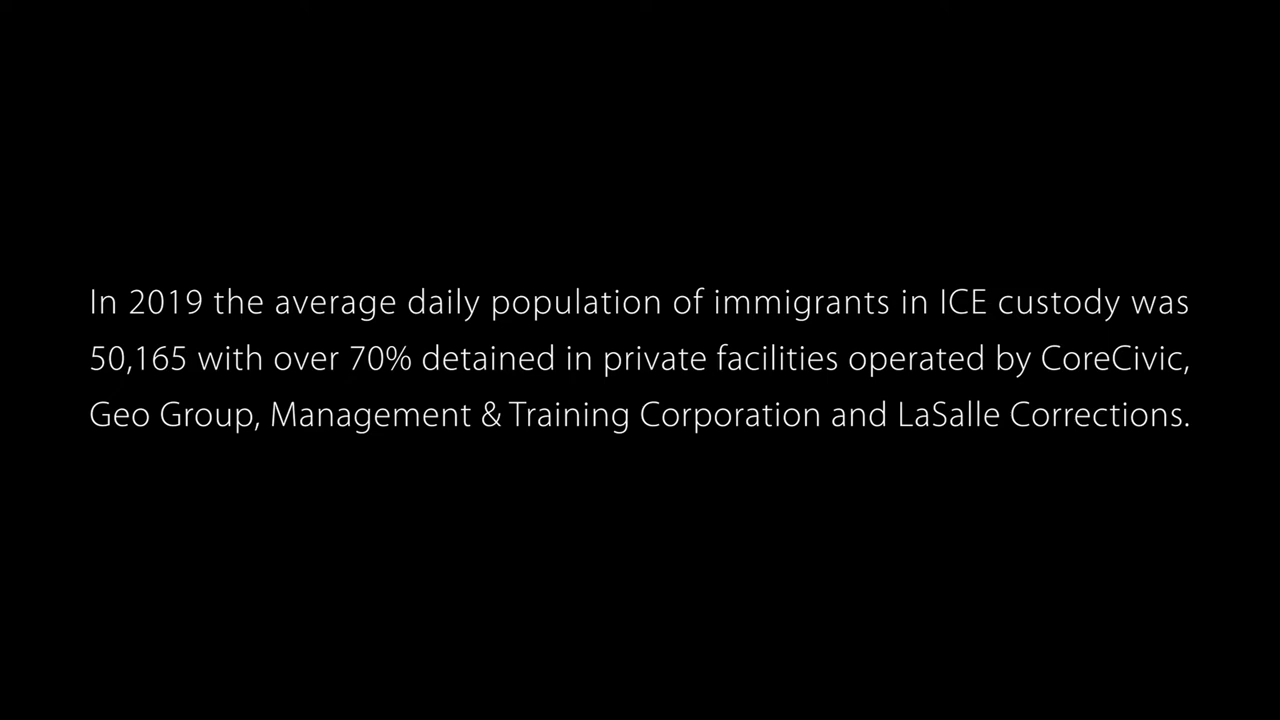 In 2019 the average daily population of immigrants in ICE custody was
50,165 with over 70% detained in private facilities operated by CoreCivic,
Geo Group, Management & Training Corporation and LaSalle Corrections.